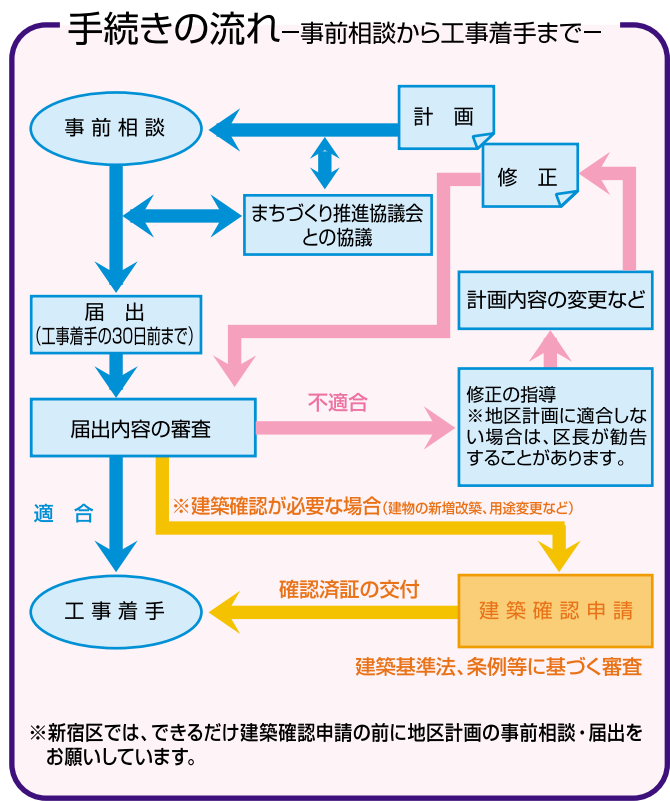 手続きの流れ－事前相談から工事着手まで－
計　画
事前相談
修　正
まちづくり推進協議会
との協議
計画内容の変更など
届　出
（工事着手の30日前まで）
修正の指導
※地区計画に適合しな
い場合は、区長が勧告
することがあります。
不適合
届出内容の審査
適　合
※建築確認が必要な場合（建物の新増改築、用途変更など）
確認済証の交付
工事着手
建築確認申請
建築基準法、条例等に基づく審査
※新宿区では、できるだけ建築確認申請の前に地区計画の事前相談・届出を
お願いしています。